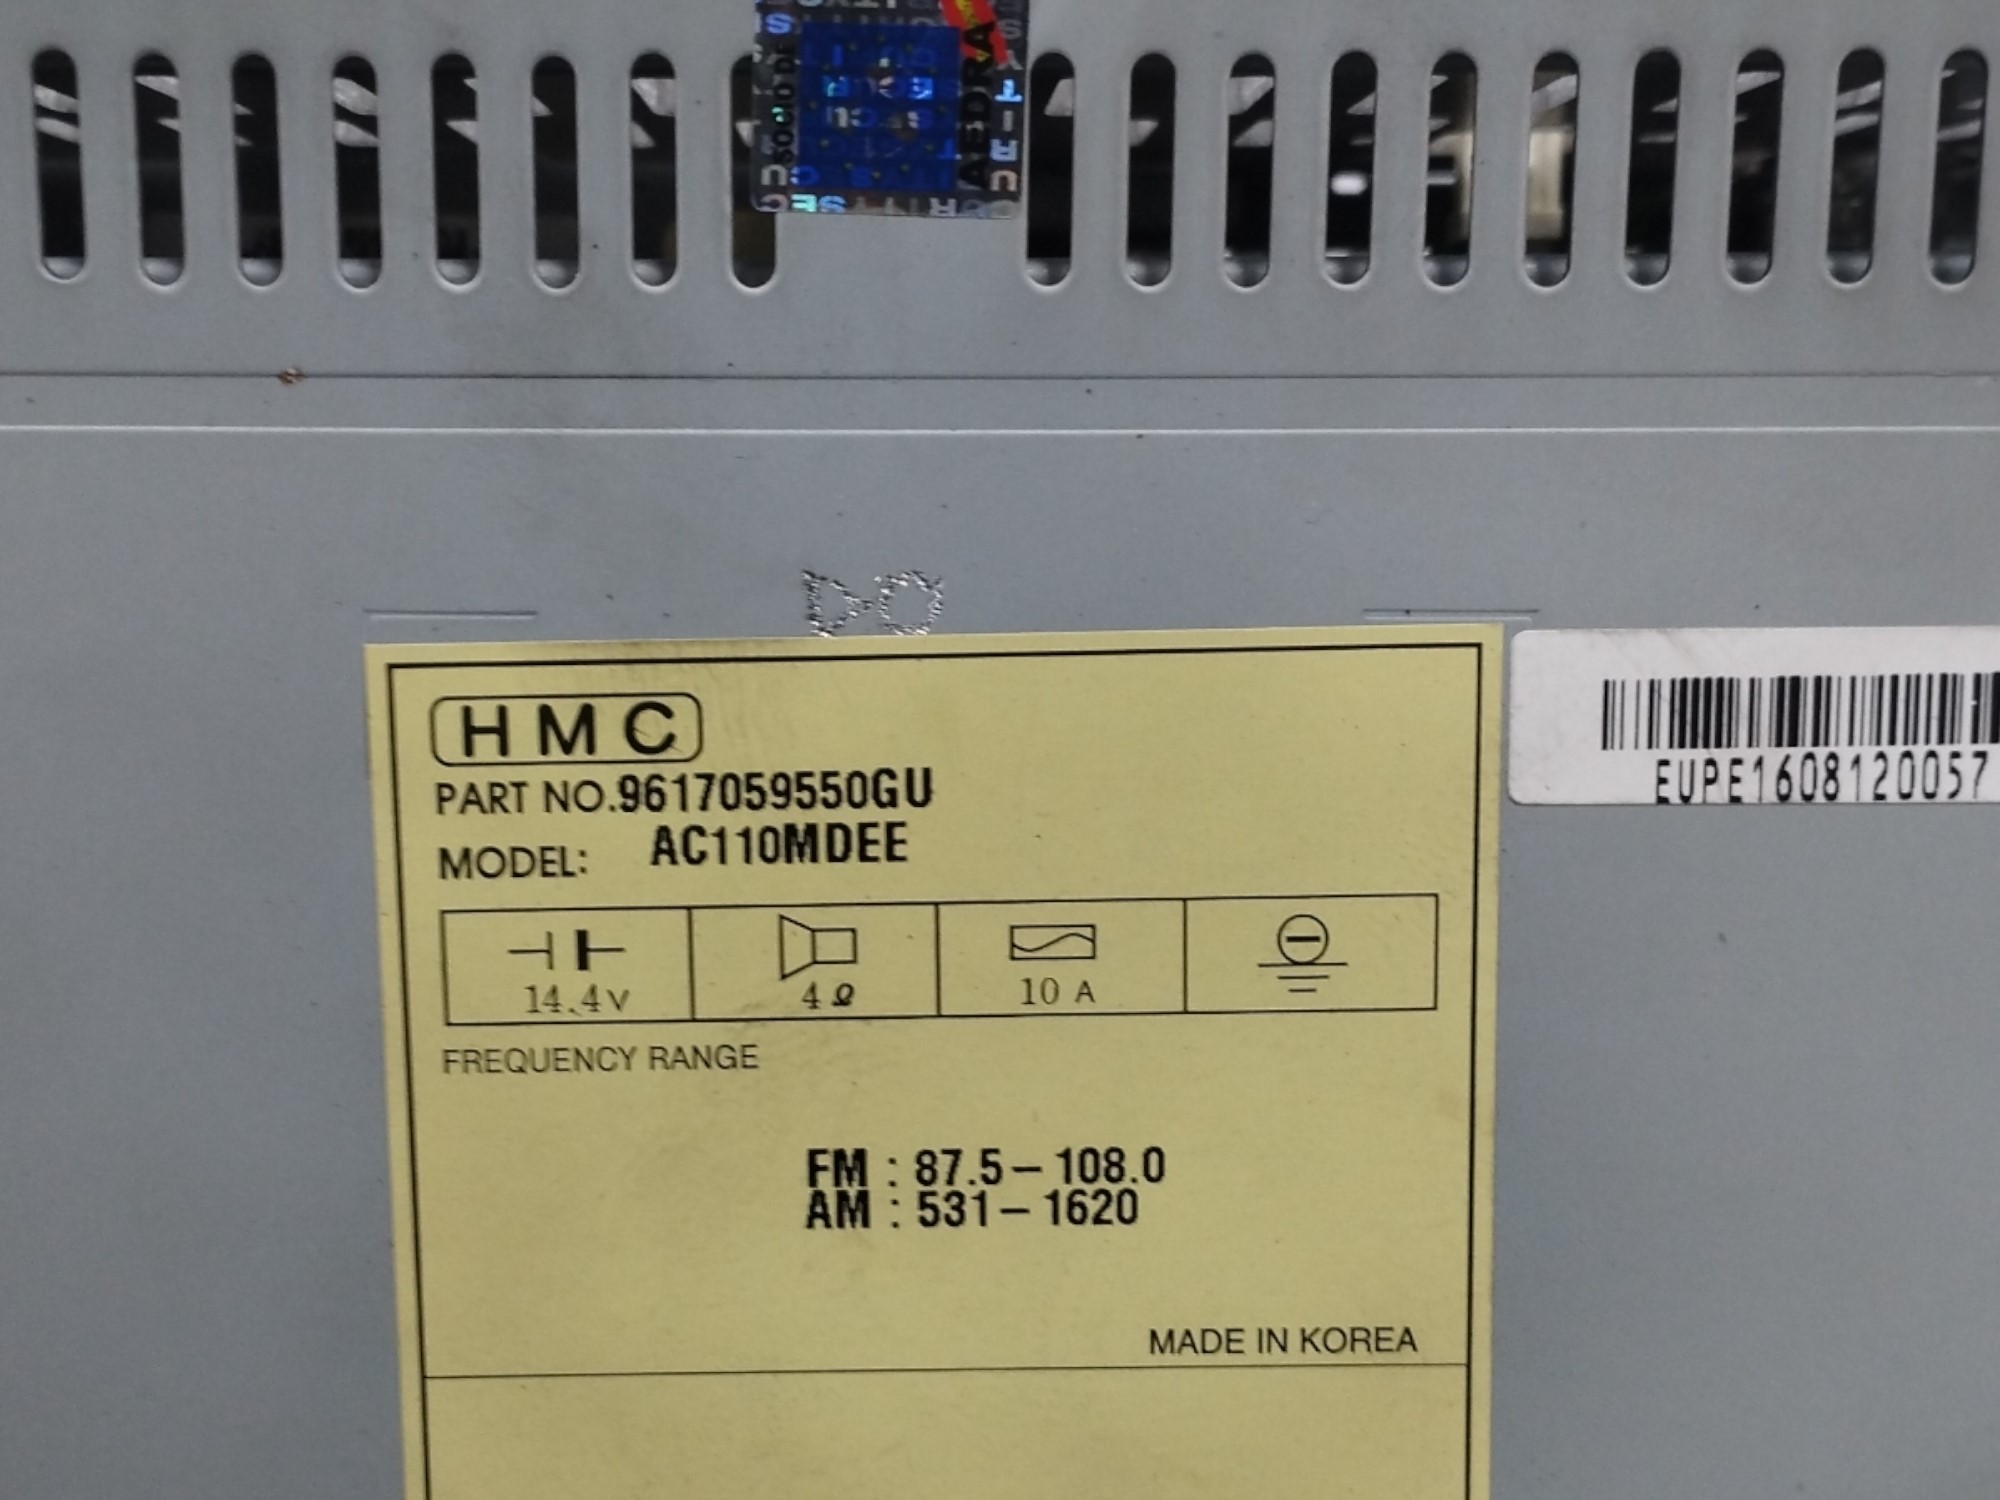 HMC
PART NO.9617059550GU
MODEL: AC110MDEE
14.4V
4Ω
10 A
FREQUENCY RANGE
FM : 87.5 – 108.0
AM : 531 – 1620
MADE IN KOREA
EUPE1608120057